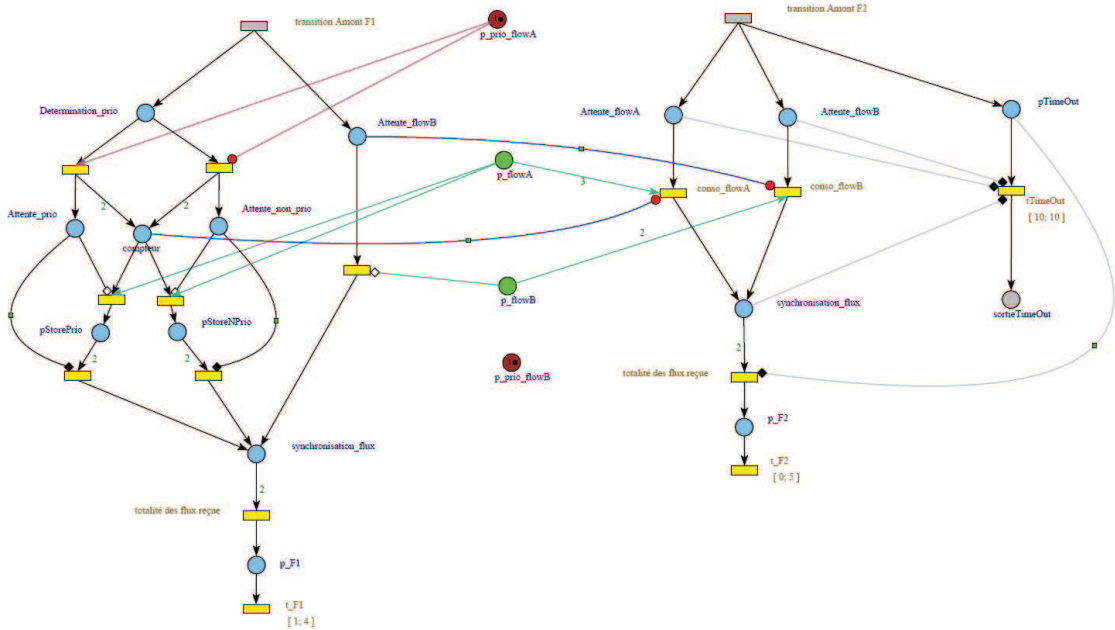 transition Amont F1
p_prio_flowA
transition Amont F2
Determination_prio
Attente_flowB
Attente_flowA
Attente_flowB
pTimeOut
p_flowA
3
conso_flowA
conso_flowB
tTimeOut
[ 10; 10 ]
Attente_prio
2
2
Attente_non_prio
compteur
2
p_flowB
synchronisation_flux
sortieTimeOut
pStorePrio
pStoreNPrio
2
2
2
p_prio_flowB
totalité des flux reçue
p_F2
t_F2
[ 0; 5 ]
synchronisation_flux
2
totalité des flux reçue
p_F1
t_F1
[ 1; 4 ]